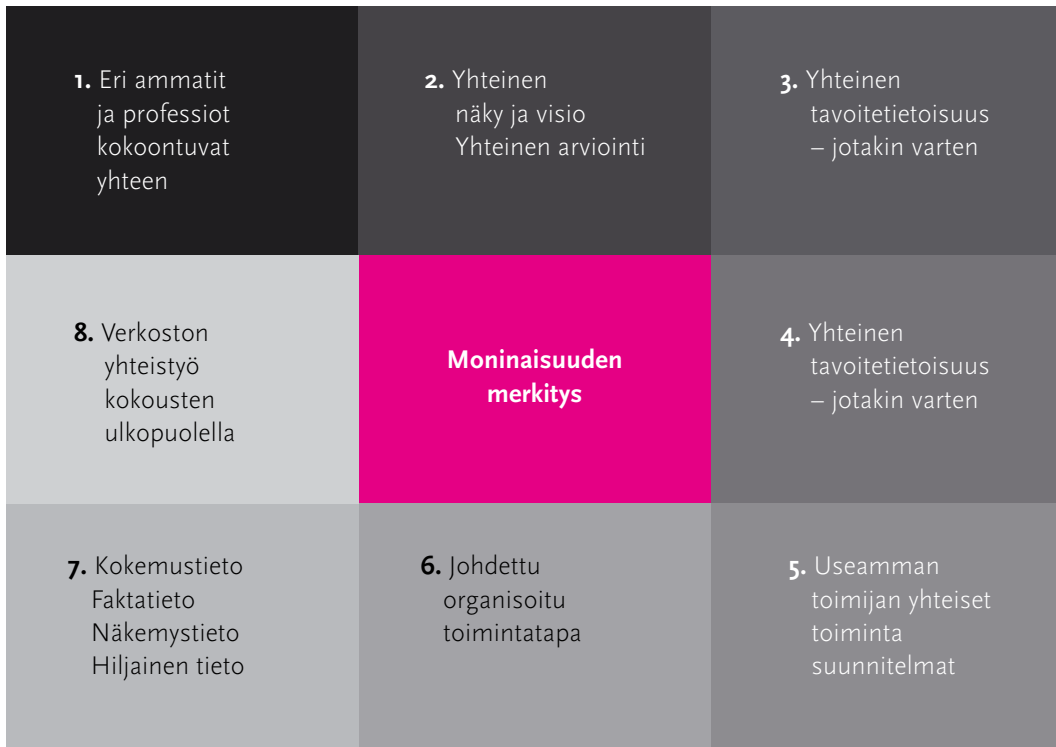 1. Eri ammatit
ja professiot
kokoontuvat
yhteen
2. Yhteinen
näky ja visio
Yhteinen arviointi
3. Yhteinen
tavoitetietoisuus
– jotakin varten
8. Verkoston
yhteistyö
kokousten
ulkopuolella
Moninaisuuden
merkitys
4. Yhteinen
tavoitetietoisuus
– jotakin varten
7. Kokemustieto
Faktatieto
Näkemystieto
Hiljainen tieto
6. Johdettu
organisoitu
toimintatapa
5. Useamman
toimijan yhteiset
toiminta
suunnitelmat